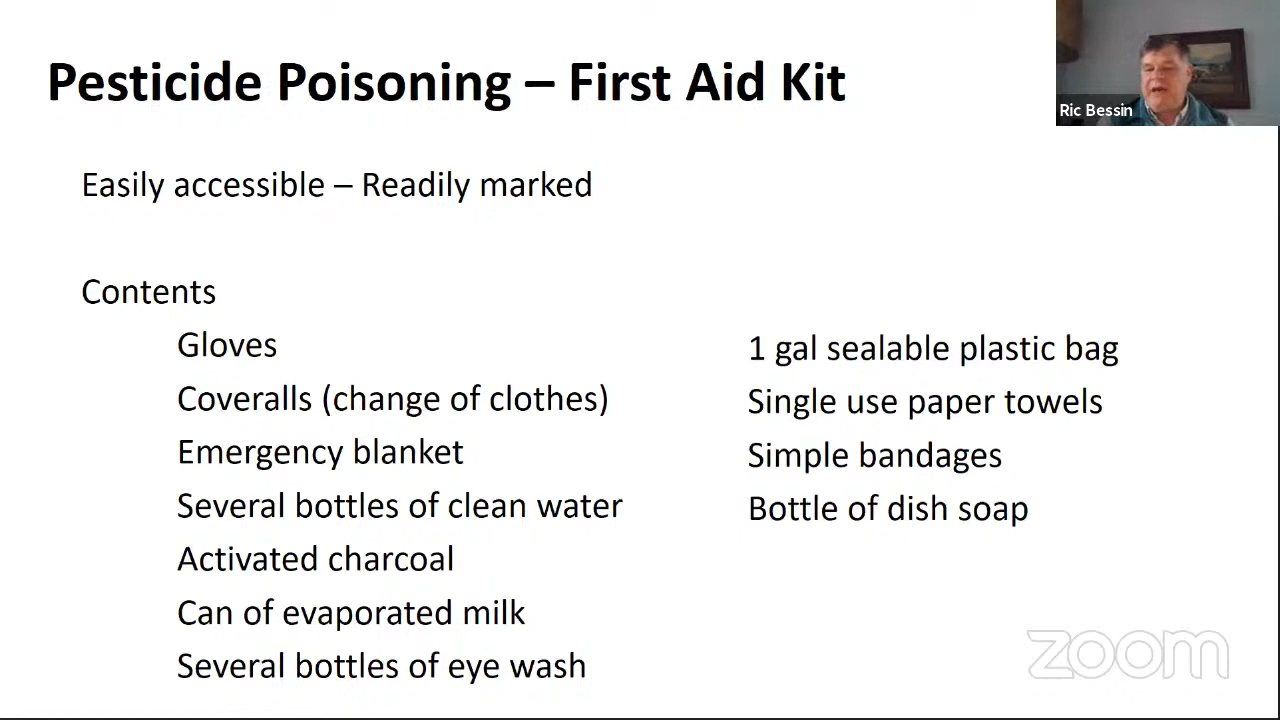 Pesticide Poisoning – First Aid Kit
Ric Bessin
Easily accessible – Readily marked
Contents
Gloves
Coveralls (change of clothes)
Emergency blanket
Several bottles of clean water
Activated charcoal
Can of evaporated milk
Several bottles of eye wash
1 gal sealable plastic bag
Single use paper towels
Simple bandages
Bottle of dish soap
zoom